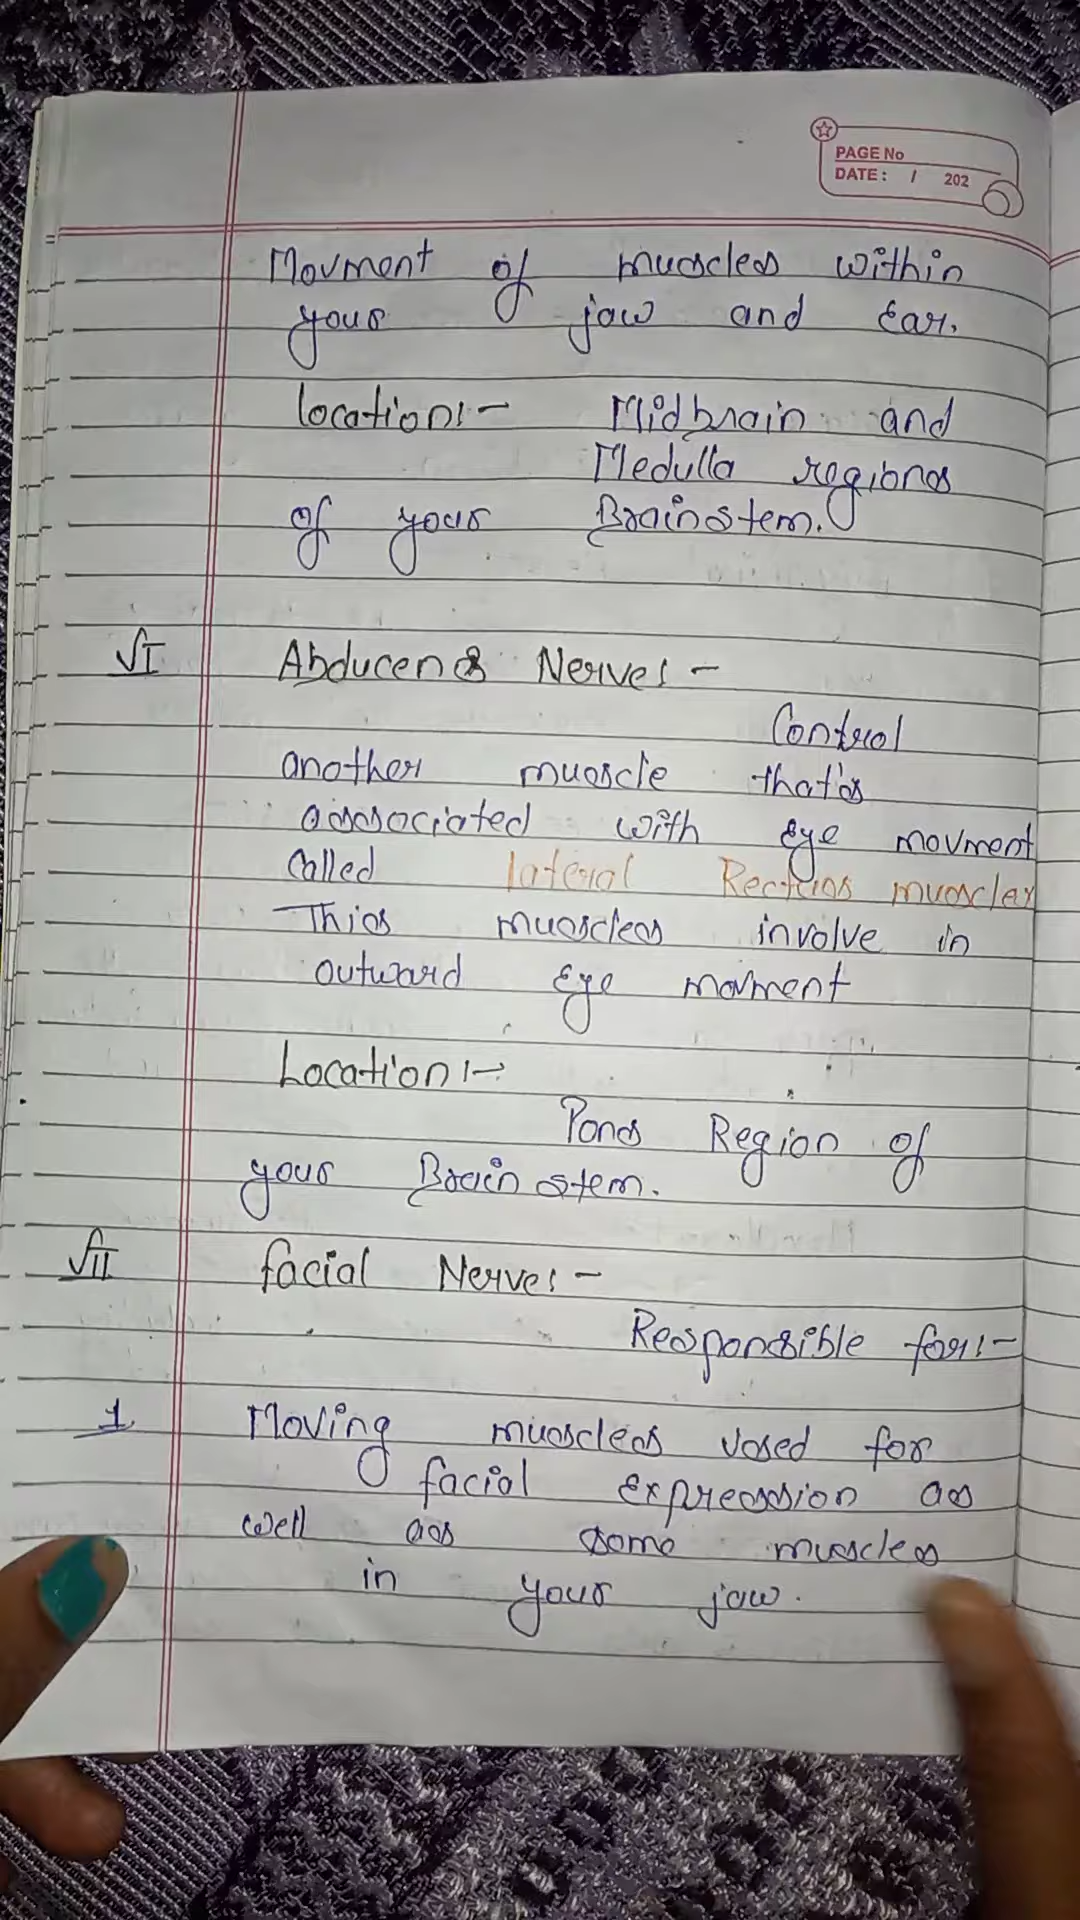 PAGE No
DATE: / 202
Movment of muscles within
your jaw and Ear.
location:- Midbrain and
Medulla regions
of your Brainstem.
VI Abducens Nerve:-
Control
another muscle that's
associated with Eye movment
Called lateral Rectus muscles
This muscles involve in
outward Eye movment
Location:-
Pons Region of
your Brain stem.
VII facial Nerve:-
Responsible for:-
1 Moving muscles used for
facial expression as
well as some muscles
in your jaw.